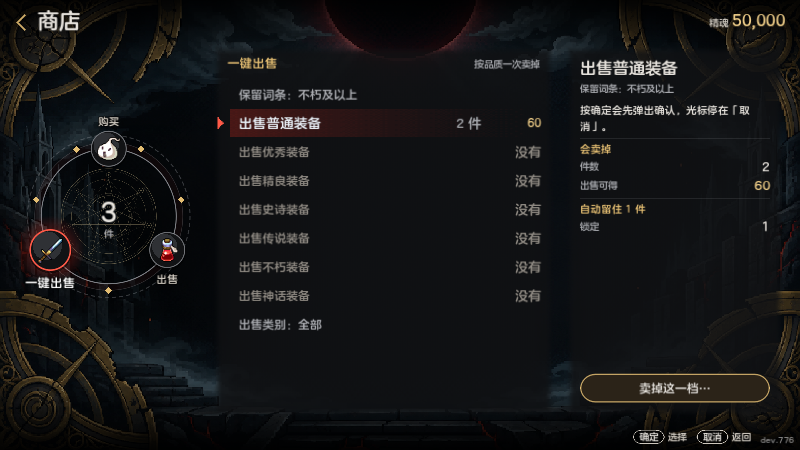 商店
精魂 50,000
购买
3
件
一键出售
出售
一键出售 按品质一次卖掉
保留词条：不朽及以上
出售普通装备 2 件 60
出售优秀装备 没有
出售精良装备 没有
出售史诗装备 没有
出售传说装备 没有
出售不朽装备 没有
出售神话装备 没有
出售类别：全部
出售普通装备
保留词条：不朽及以上
按确定会先弹出确认，光标停在「取
消」。
会卖掉
件数 2
出售可得 60
自动留住 1 件
锁定 1
卖掉这一档…
确定 选择 取消 返回
dev.776